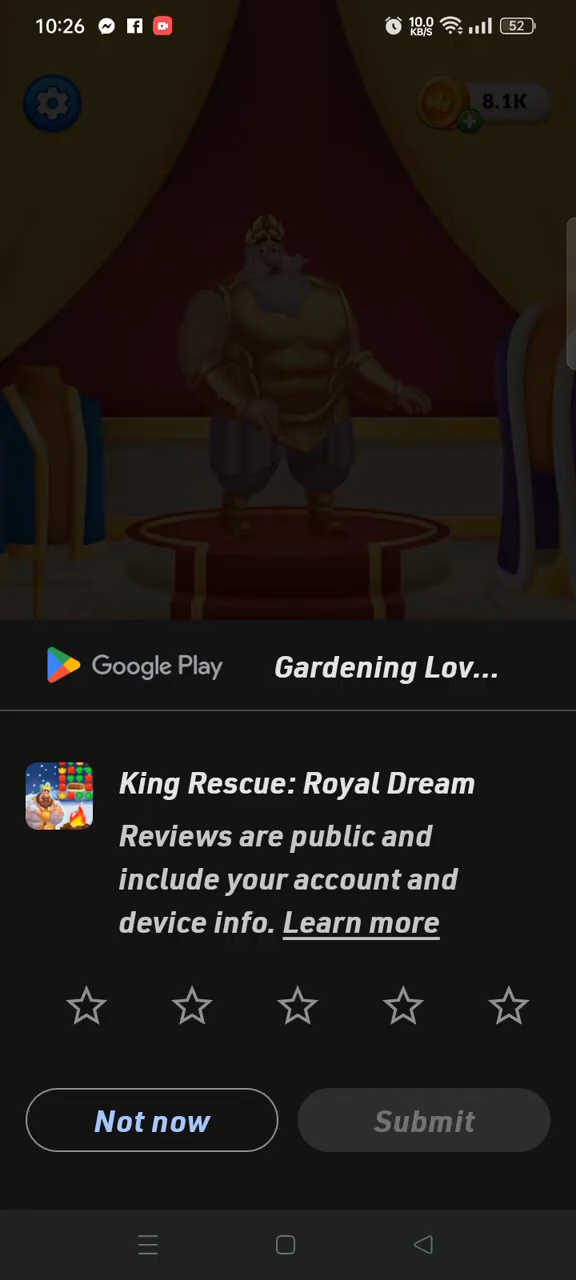 10:26 10.0 KB/S 52
8.1K
Google Play Gardening Lov...
King Rescue: Royal Dream
Reviews are public and
include your account and
device info. Learn more
Not now Submit